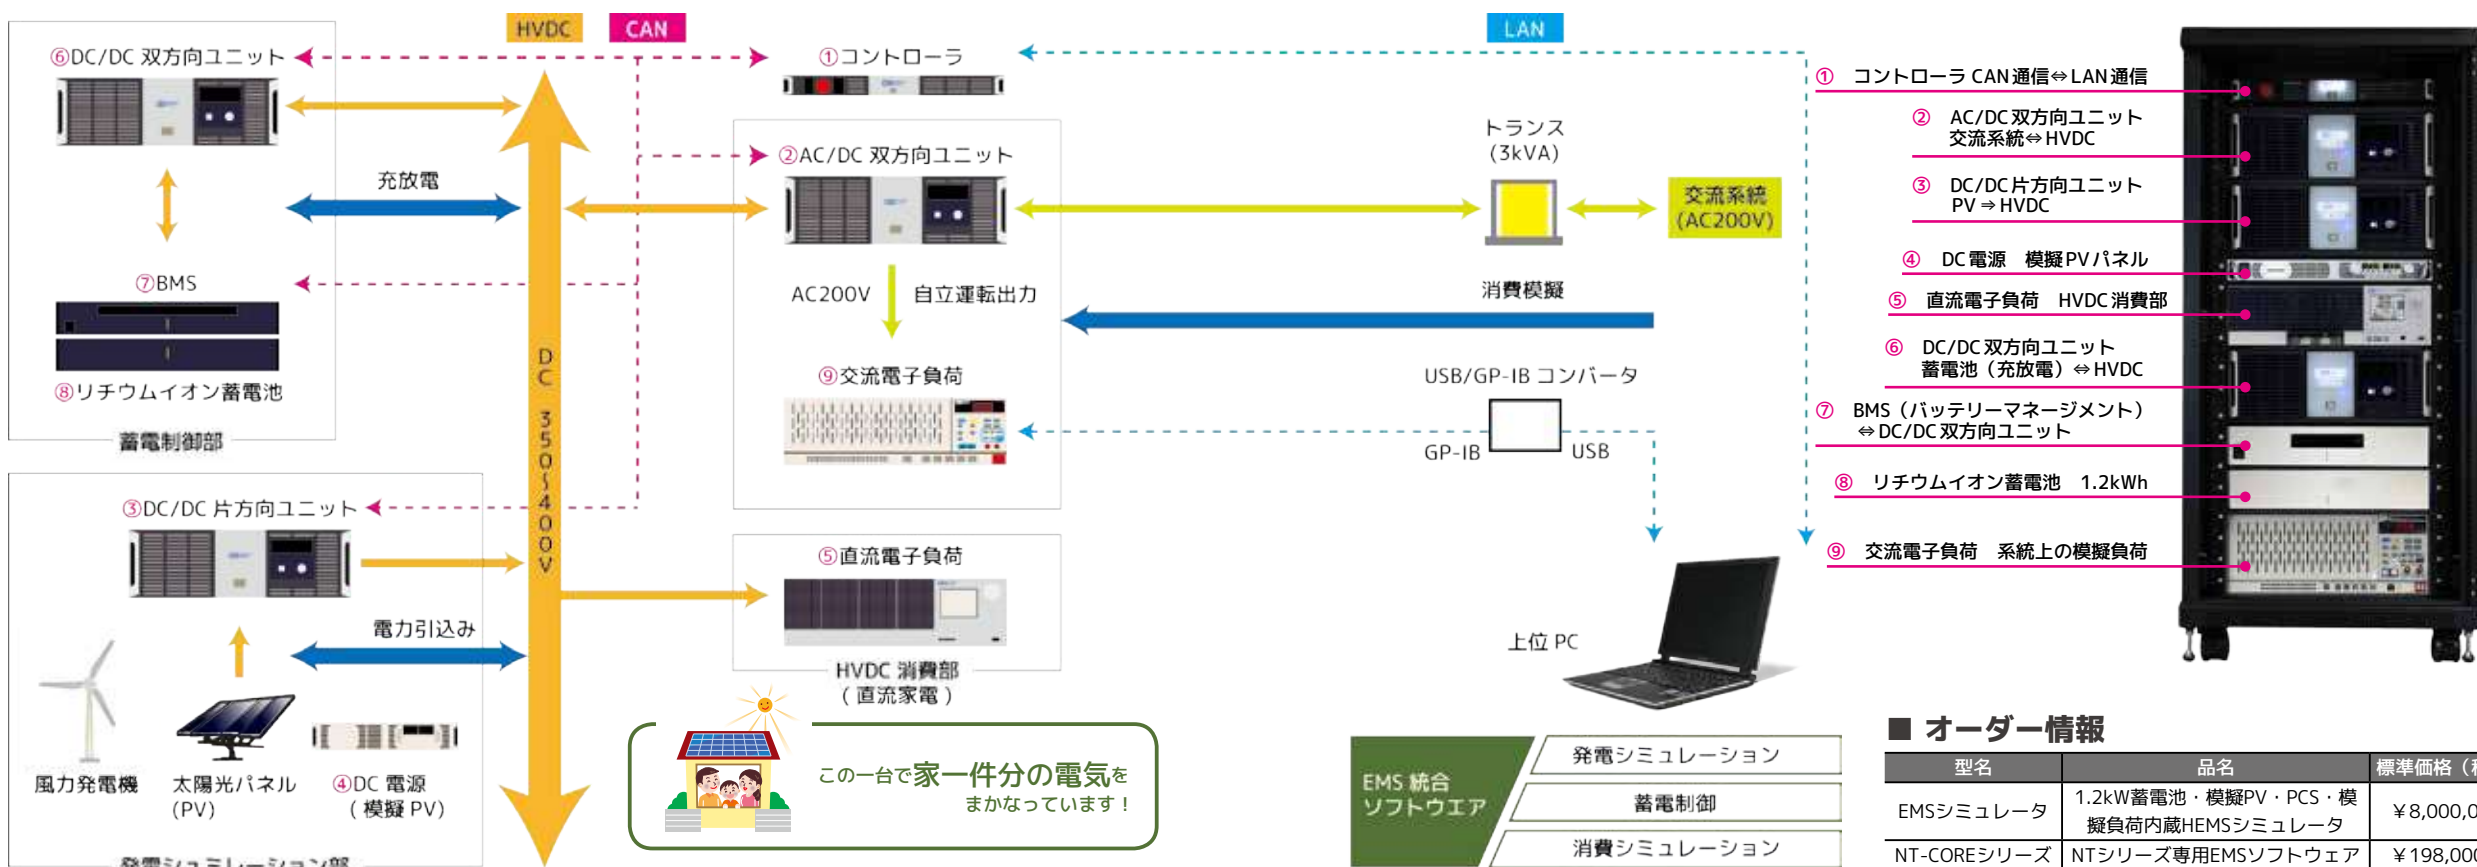 HVDC
CAN
LAN
⑥DC/DC 双方向ユニット
①コントローラ
②AC/DC 双方向ユニット
トランス
(3kVA)
交流系統
(AC200V)
充放電
⑦BMS
⑧リチウムイオン蓄電池
蓄電制御部
AC200V
自立運転出力
消費模擬
⑨交流電子負荷
USB/GP-IB コンバータ
GP-IB
USB
DC 350〜400V
③DC/DC 片方向ユニット
⑤直流電子負荷
HVDC 消費部
( 直流家電 )
電力引込み
上位 PC
風力発電機
太陽光パネル
(PV)
④DC 電源
( 模擬 PV)
発電シュミレーション部
この一台で家一件分の電気を
まかなっています！
EMS 統合
ソフトウエア
発電シミュレーション
蓄電制御
消費シミュレーション
① コントローラ CAN通信⇔LAN通信
② AC/DC双方向ユニット
交流系統⇔HVDC
③ DC/DC片方向ユニット
PV⇒HVDC
④ DC電源　模擬PVパネル
⑤ 直流電子負荷　HVDC消費部
⑥ DC/DC双方向ユニット
蓄電池（充放電）⇔HVDC
⑦ BMS（バッテリーマネージメント）
⇔DC/DC双方向ユニット
⑧ リチウムイオン蓄電池　1.2kWh
⑨ 交流電子負荷　系統上の模擬負荷
■ オーダー情報
型名 品名 標準価格（税
EMSシミュレータ 1.2kW蓄電池・模擬PV・PCS・模
擬負荷内蔵HEMSシミュレータ ￥8,000,0
NT-COREシリーズ NTシリーズ専用EMSソフトウェア ￥198,000